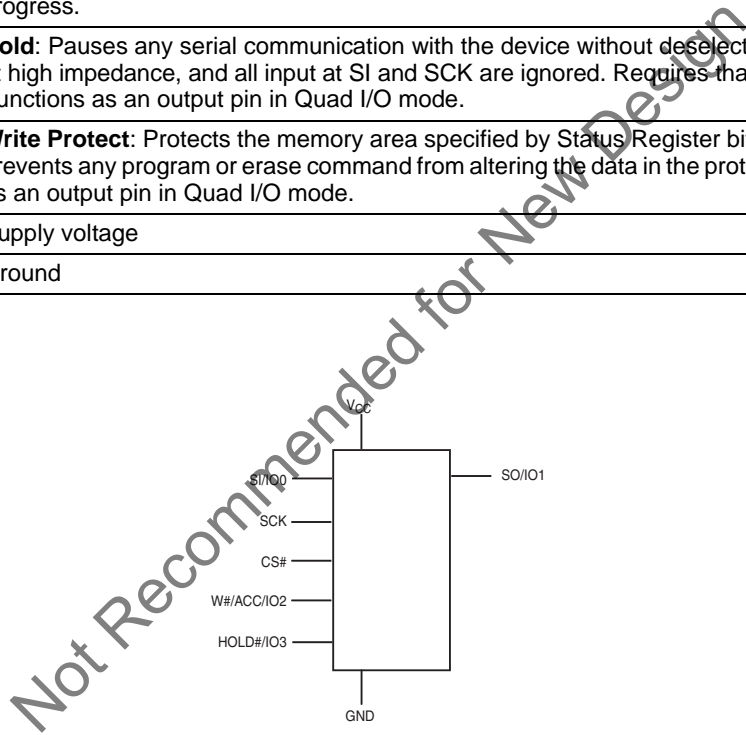 rogress.
old: Pauses any serial communication with the device without deselect
t high impedance, and all input at SI and SCK are ignored. Requires that
unctions as an output pin in Quad I/O mode.
Write Protect: Protects the memory area specified by Status Register bi
revents any program or erase command from altering the data in the prot
s an output pin in Quad I/O mode.
upply voltage
round
Vcc
SI/IO0
SO/IO1
SCK
CS#
W#/ACC/IO2
HOLD#/IO3
GND
Not Recommended for New Design